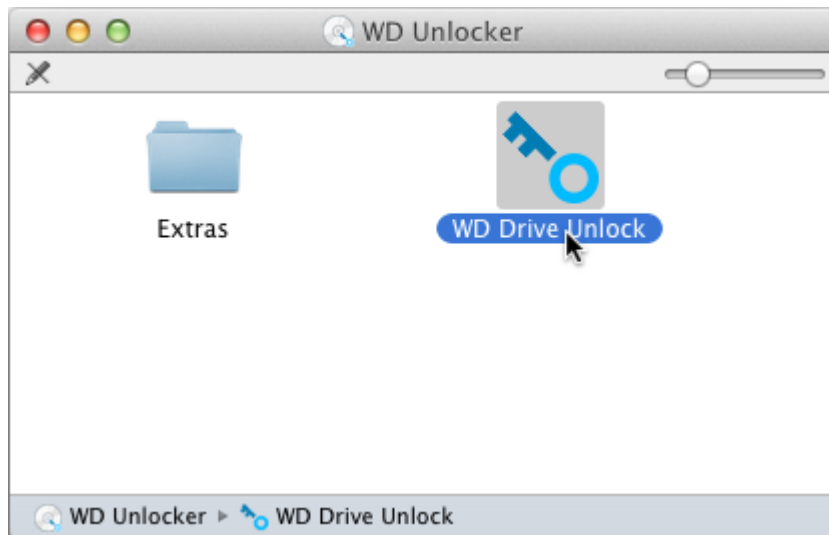 WD Unlocker
Extras
WD Drive Unlock
WD Unlocker ▸ WD Drive Unlock